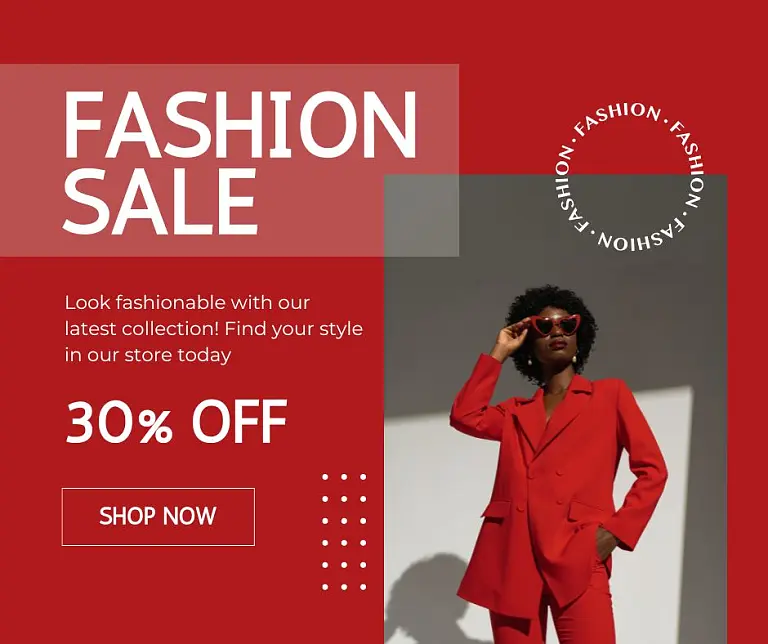 FASHION
SALE
FASHION • FASHION • FASHION • FASHION •
Look fashionable with our
latest collection! Find your style
in our store today
30% OFF
SHOP NOW